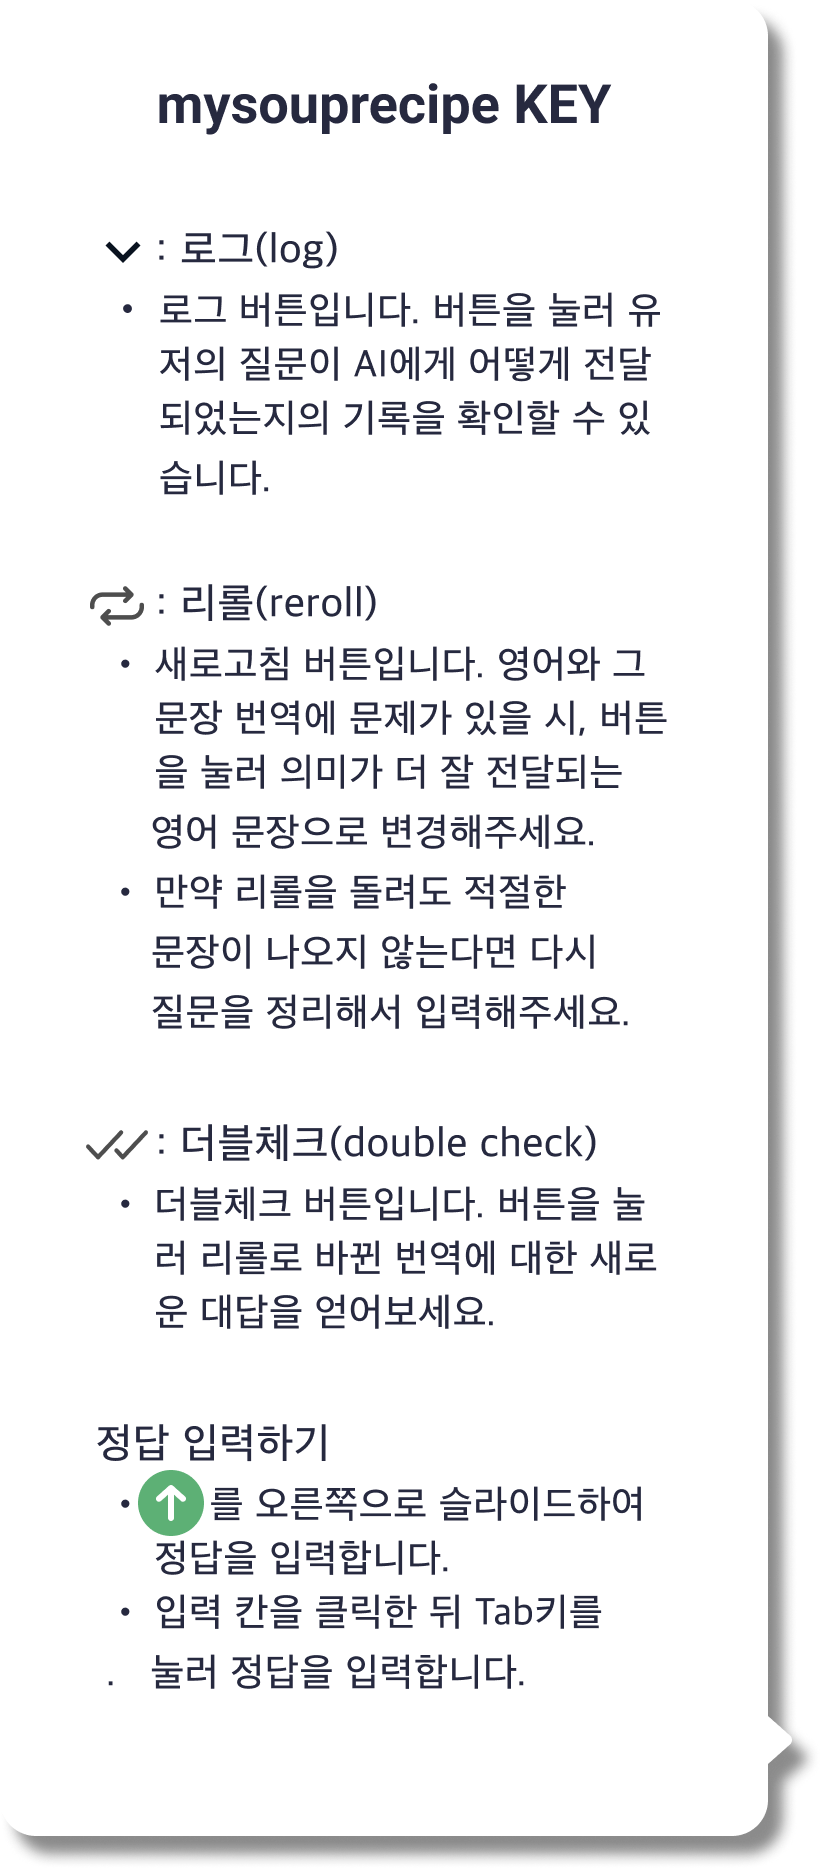 mysouprecipe KEY
: 로그(log)
• 로그 버튼입니다. 버튼을 눌러 유
저의 질문이 AI에게 어떻게 전달
되었는지의 기록을 확인할 수 있
습니다.
: 리롤(reroll)
• 새로고침 버튼입니다. 영어와 그
문장 번역에 문제가 있을 시, 버튼
을 눌러 의미가 더 잘 전달되는
영어 문장으로 변경해주세요.
• 만약 리롤을 돌려도 적절한
문장이 나오지 않는다면 다시
질문을 정리해서 입력해주세요.
: 더블체크(double check)
• 더블체크 버튼입니다. 버튼을 눌
러 리롤로 바뀐 번역에 대한 새로
운 대답을 얻어보세요.
정답 입력하기
• 를 오른쪽으로 슬라이드하여
정답을 입력합니다.
• 입력 칸을 클릭한 뒤 Tab키를
. 눌러 정답을 입력합니다.